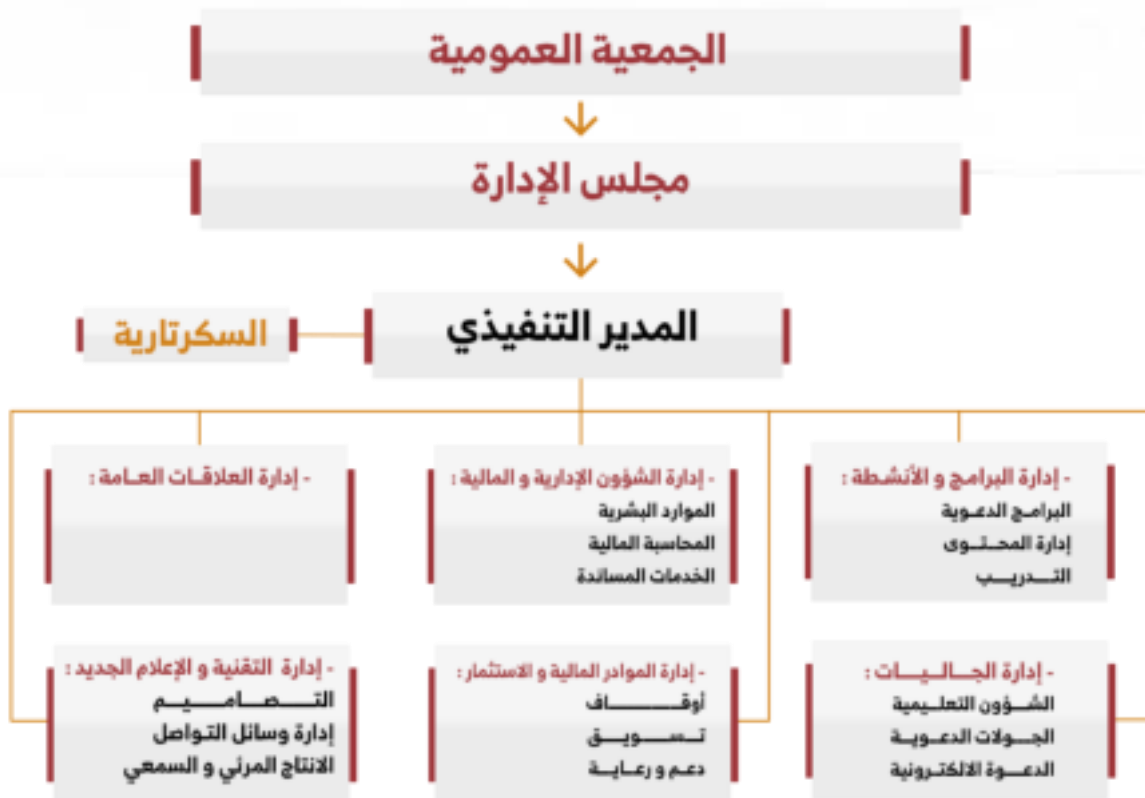 الجمعية العمومية
مجلس الإدارة
المدير التنفيذي
السكرتارية
- إدارة البرامج و الأنشطة :
البرامج الدعوية
إدارة المحتوى
التدريب
- إدارة الشؤون الإدارية و المالية :
الموارد البشرية
المحاسبة المالية
الخدمات المساندة
- إدارة العلاقات العامة :
- إدارة الجاليات :
الشؤون التعليمية
الجولات الدعوية
الدعوة الالكترونية
- إدارة الموادر المالية و الاستثمار :
أوقاف
تسويق
دعم و رعاية
- إدارة التقنية و الإعلام الجديد :
التصاميم
إدارة وسائل التواصل
الانتاج المرئي و السمعي